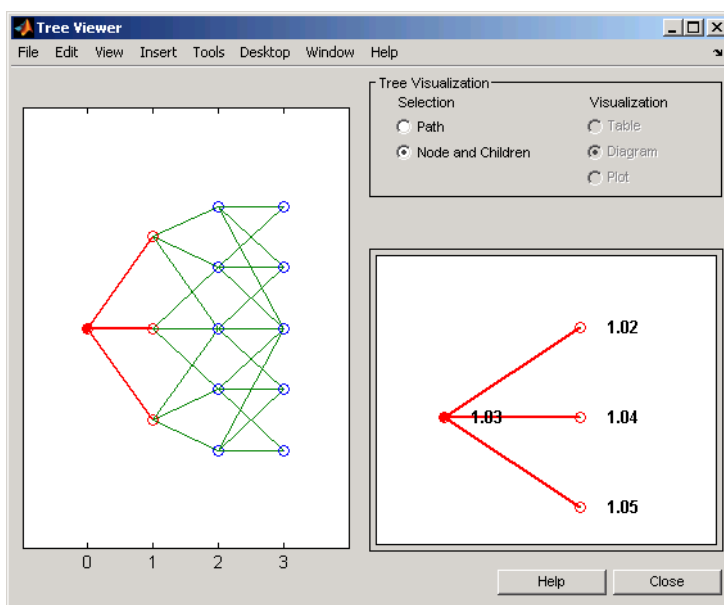 Tree Viewer
File Edit View Insert Tools Desktop Window Help
Tree Visualization
Selection Visualization
Path Table
Node and Children Diagram
Plot
1.02
1.03 1.04
1.05
0 1 2 3
Help Close